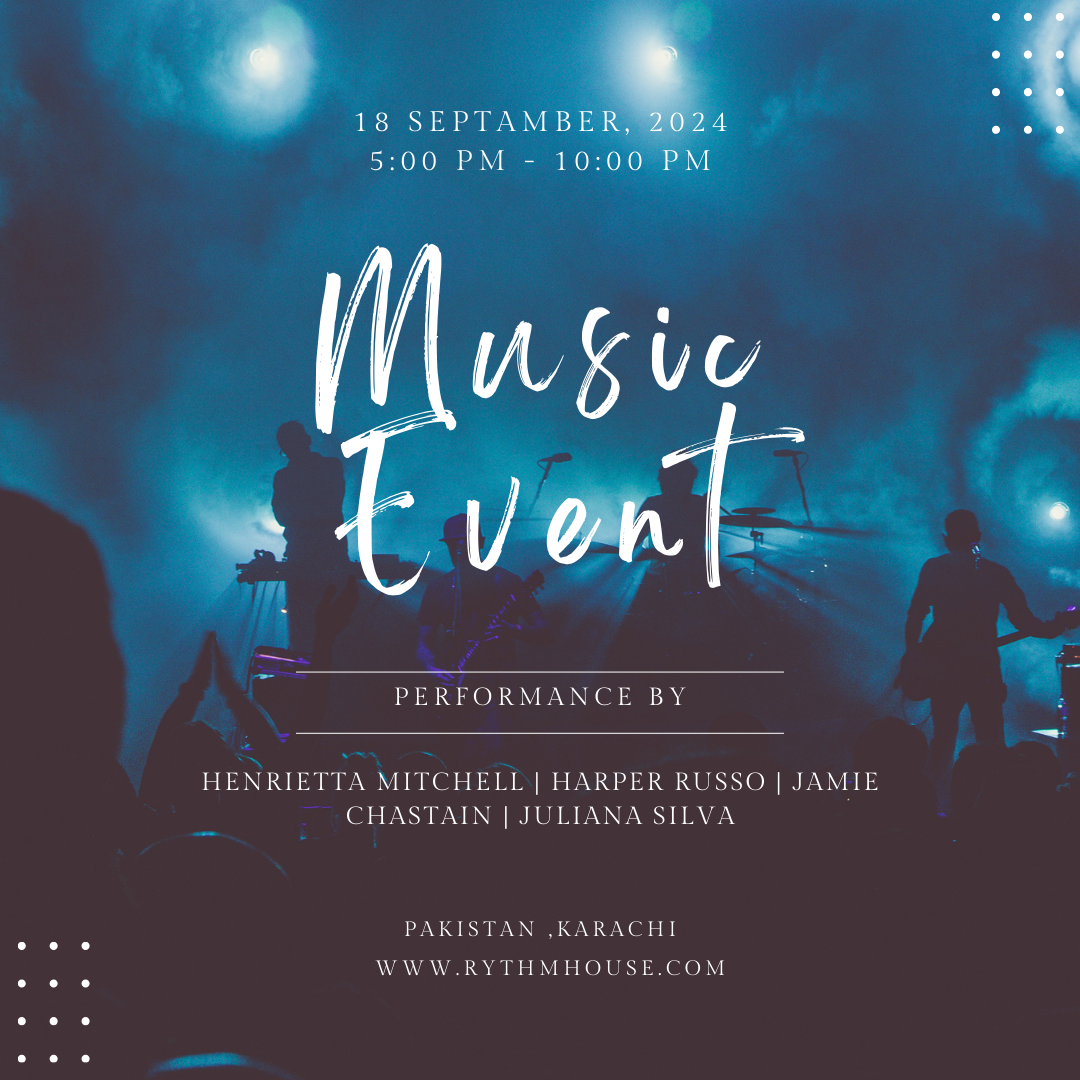 18 SEPTAMBER, 2024
5:00 PM - 10:00 PM
Music
Event
PERFORMANCE BY
HENRIETTA MITCHELL | HARPER RUSSO | JAMIE
CHASTAIN | JULIANA SILVA
PAKISTAN ,KARACHI
WWW.RYTHMHOUSE.COM